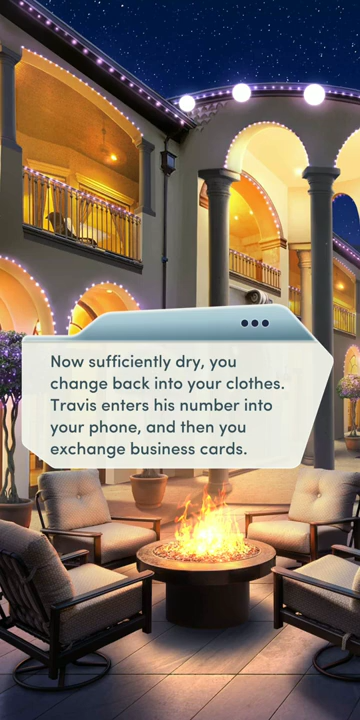 Now sufficiently dry, you
change back into your clothes.
Travis enters his number into
your phone, and then you
exchange business cards.